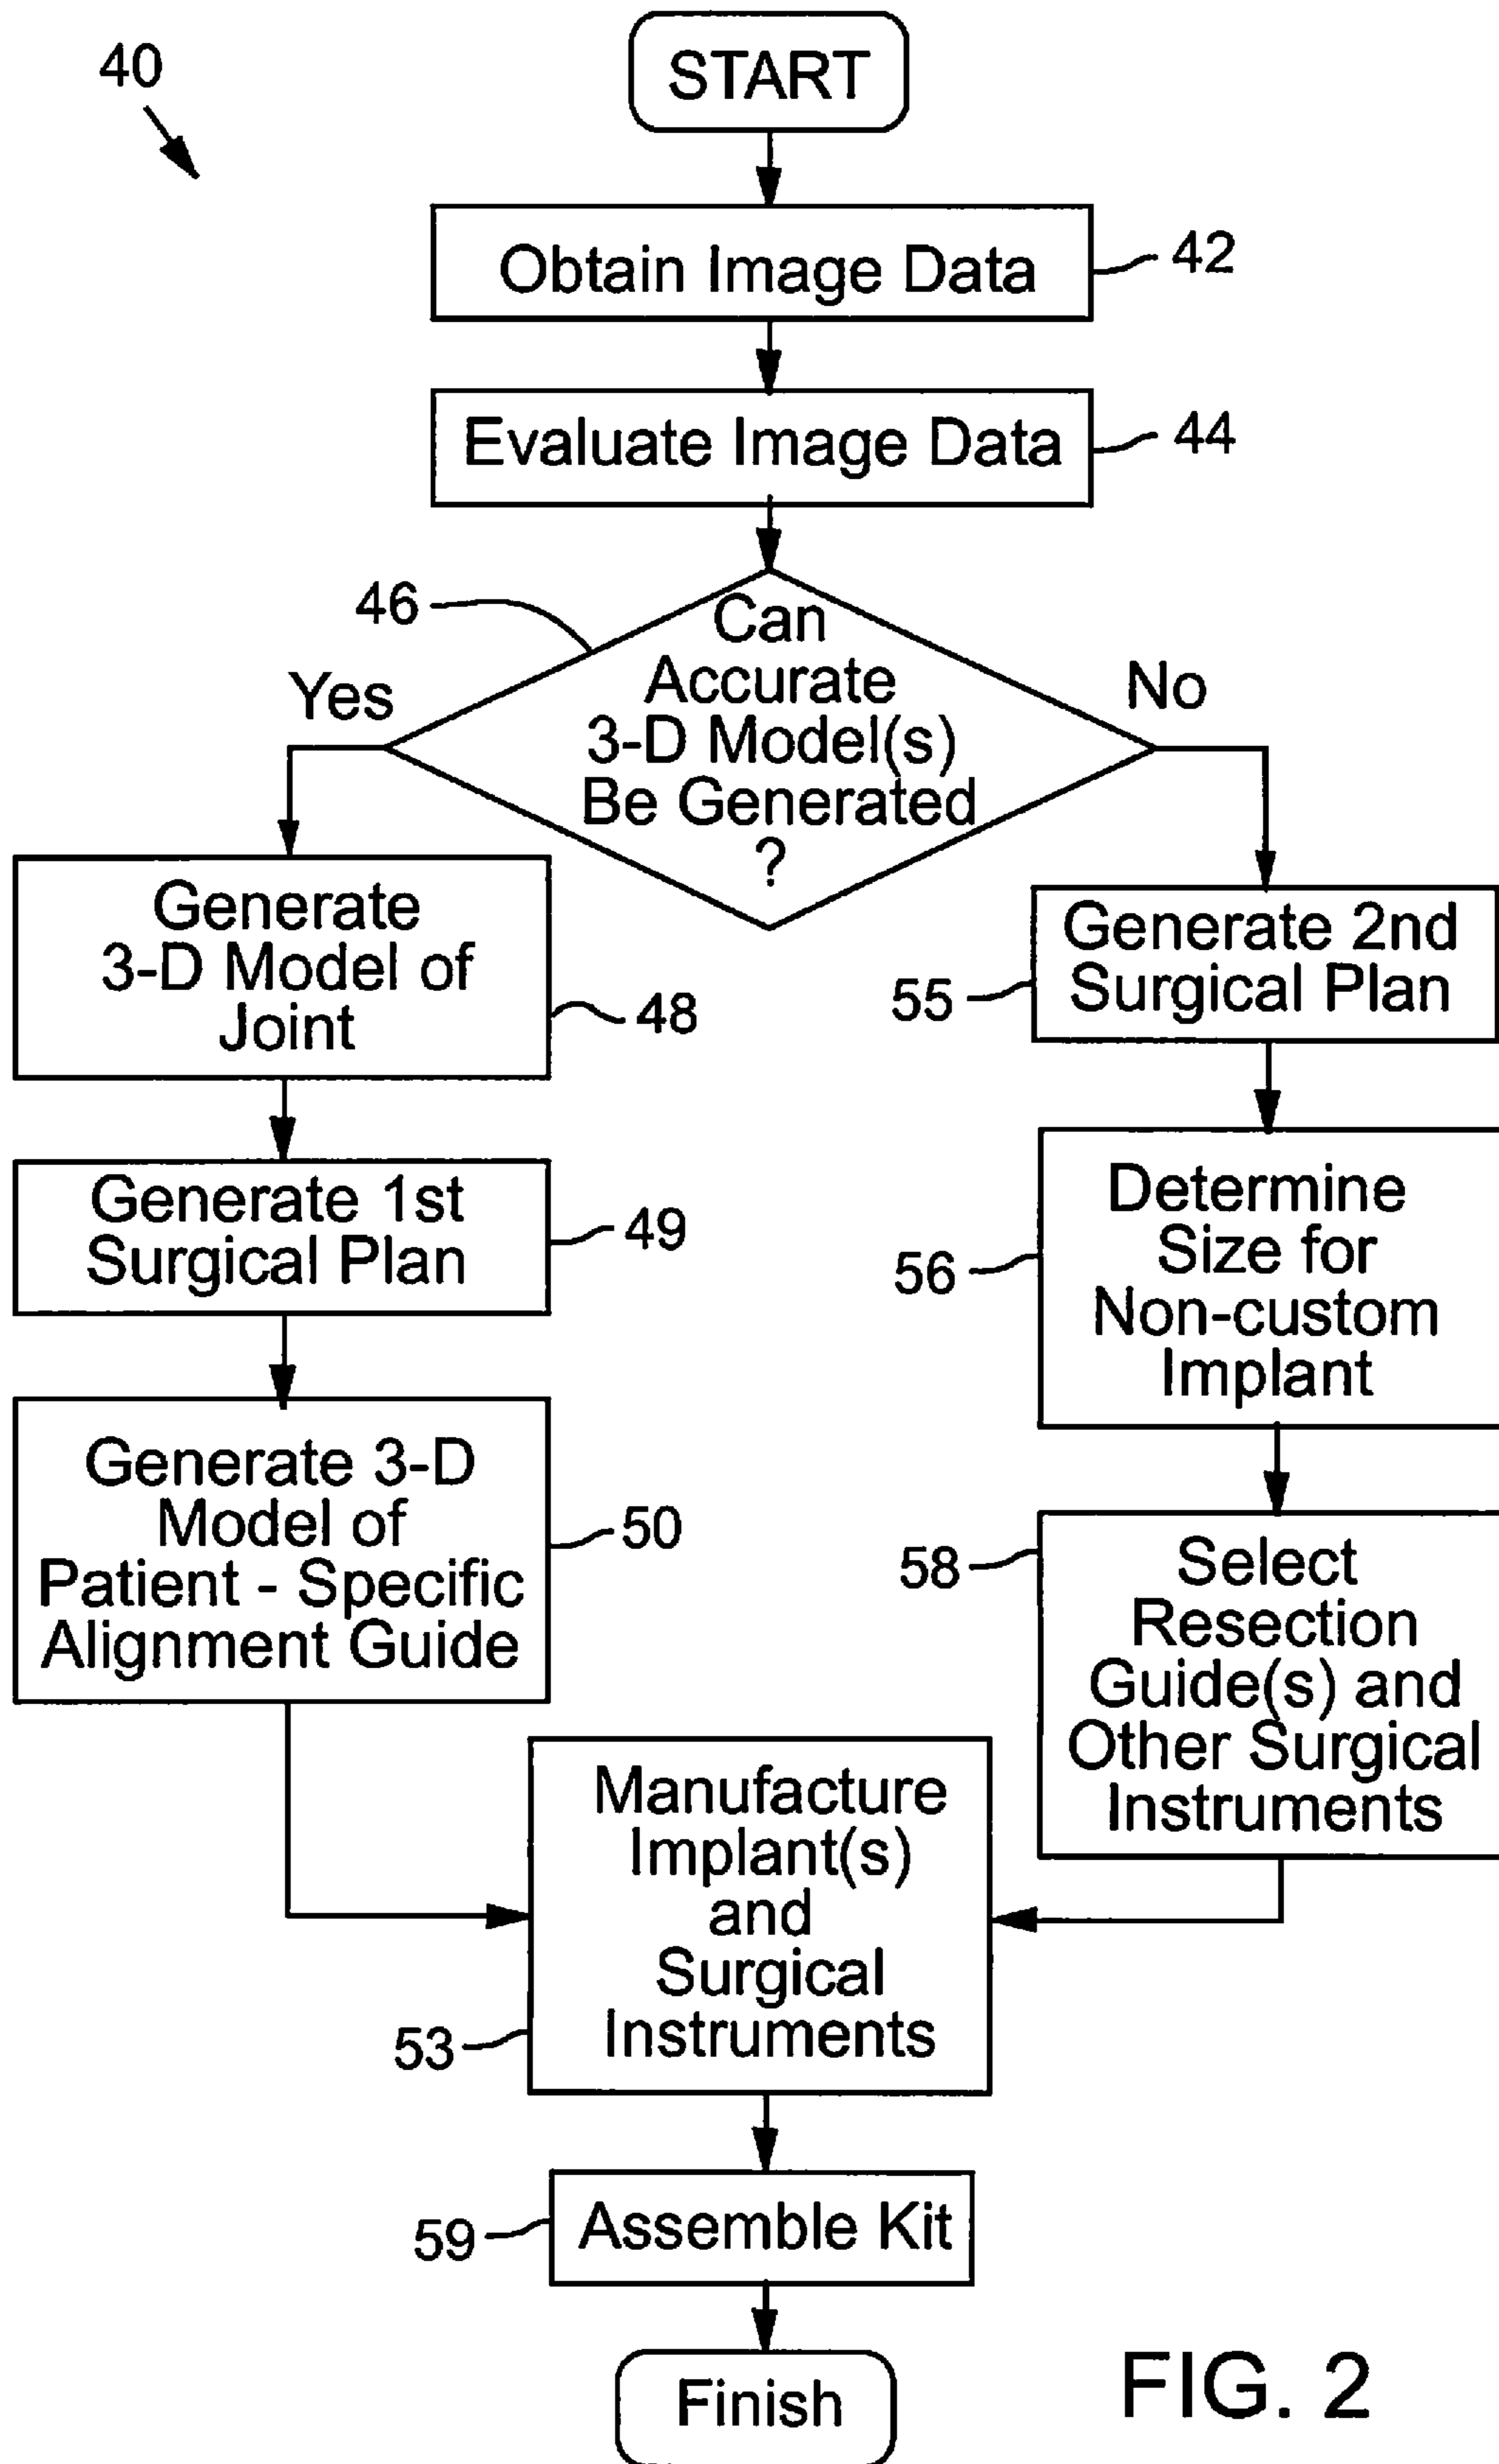 40
START
Obtain Image Data
42
Evaluate Image Data
44
46
Can
Accurate
3-D Model(s)
Be Generated
?
Yes
No
Generate
3-D Model of
Joint
48
Generate 1st
Surgical Plan
49
Generate 3-D
Model of
Patient - Specific
Alignment Guide
50
Generate 2nd
Surgical Plan
55
Determine
Size for
Non-custom
Implant
56
Select
Resection
Guide(s) and
Other Surgical
Instruments
58
Manufacture
Implant(s)
and
Surgical
Instruments
53
Assemble Kit
59
Finish
FIG. 2